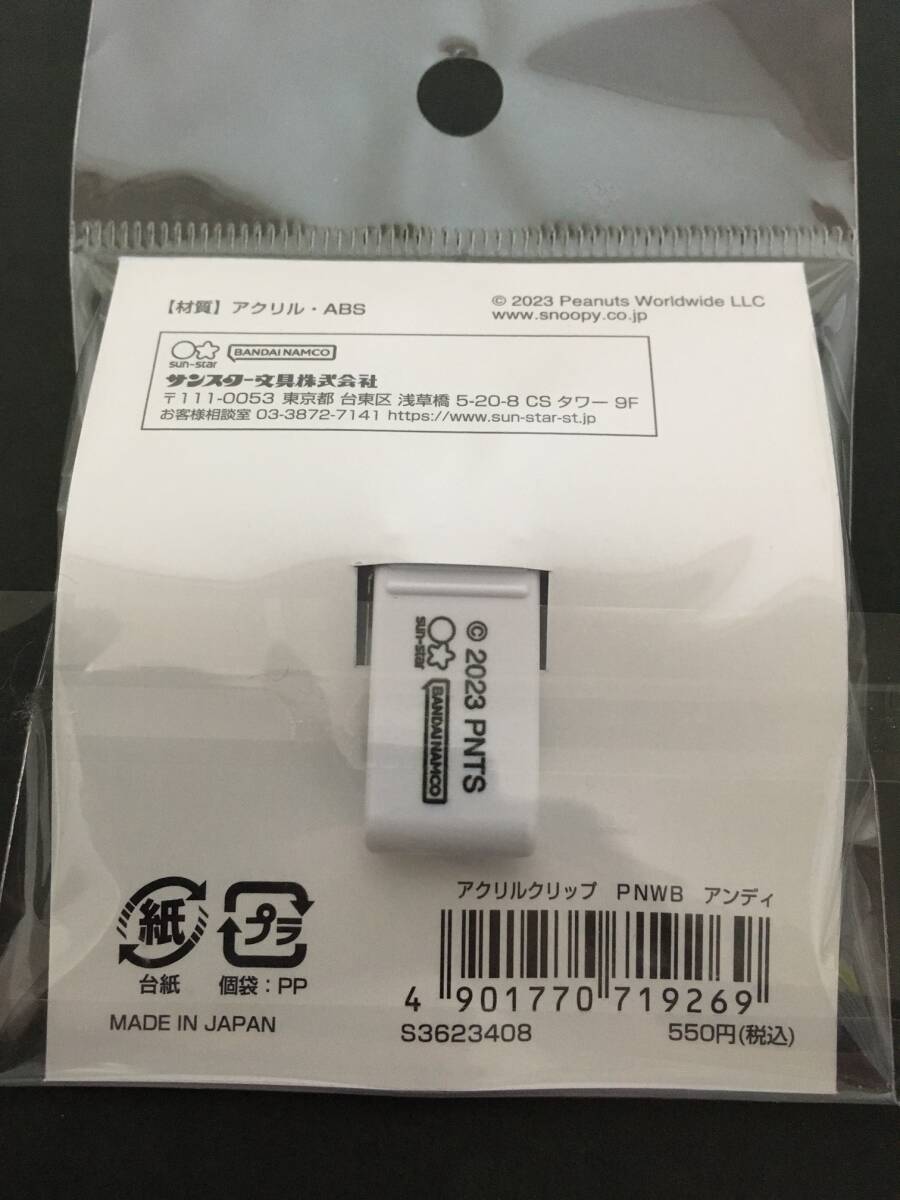 【材質】アクリル・ABS
© 2023 Peanuts Worldwide LLC
www.snoopy.co.jp
sun-star BANDAI NAMCO
サンスター文具株式会社
〒111-0053 東京都 台東区 浅草橋 5-20-8 CS タワー 9F
お客様相談室 03-3872-7141 https://www.sun-star-st.jp
© 2023 PNTS
sun-star BANDAI NAMCO
アクリルクリップ PNWB アンディ
紙
プラ
台紙
個袋:PP
4 901770 719269
MADE IN JAPAN
S3623408
550円(税込)